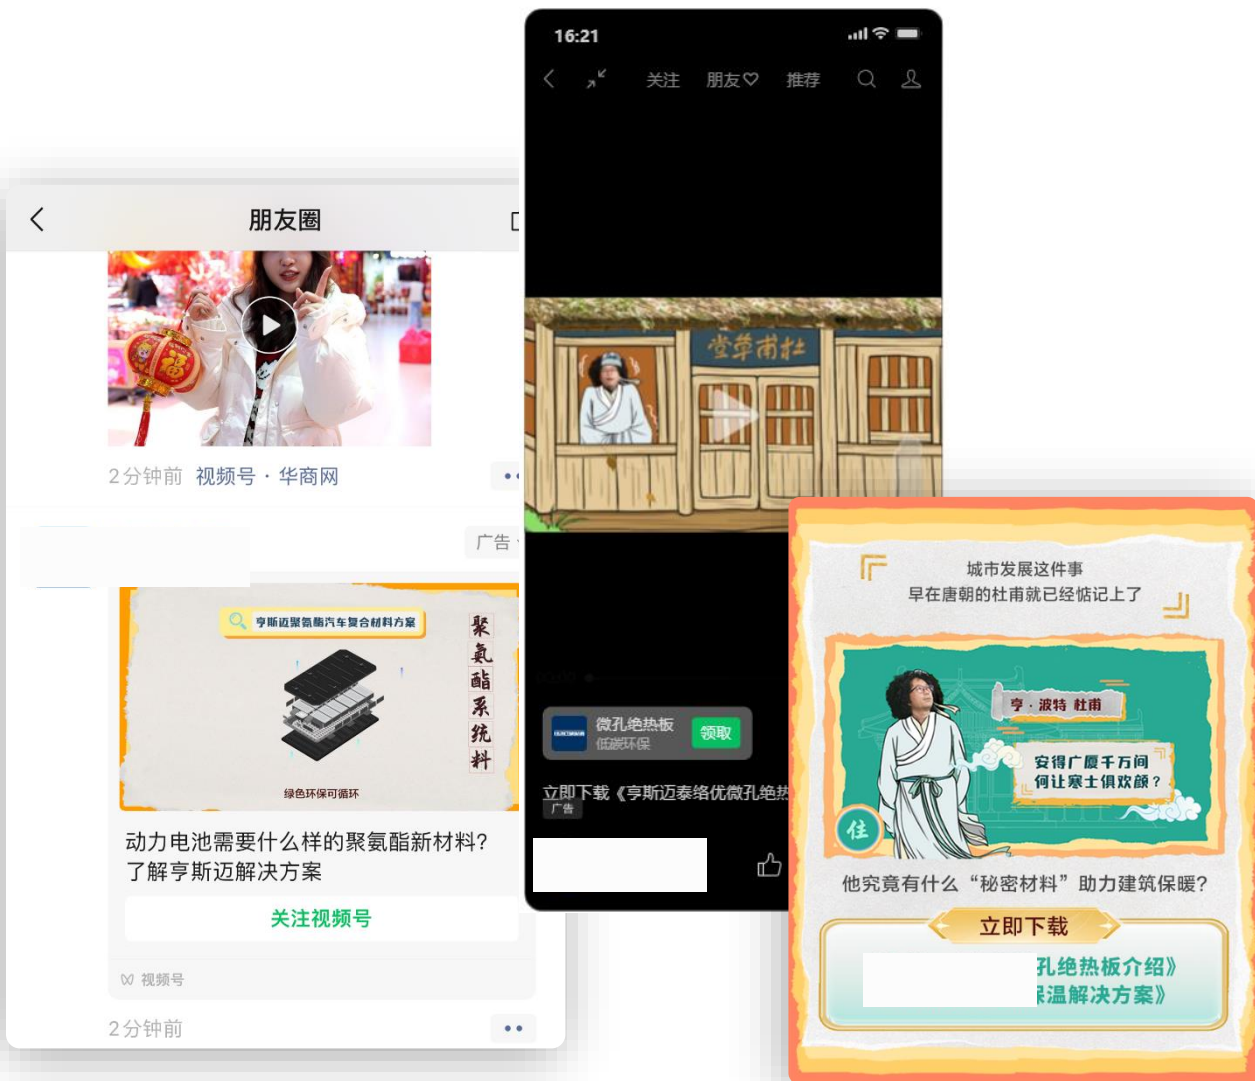 朋友圈
2分钟前 视频号 · 华商网
广告
亨斯迈聚氨酯汽车复合材料方案
聚氨酯系统料
绿色环保可循环
动力电池需要什么样的聚氨酯新材料?
了解亨斯迈解决方案
关注视频号
视频号
2分钟前
16:21
关注 朋友♡ 推荐
杜甫草堂
微孔绝热板
低碳环保
领取
立即下载《亨斯迈泰络优微孔绝热
广告
城市发展这件事
早在唐朝的杜甫就已经惦记上了
亨·波特 杜甫
安得广厦千万间
何让寒士俱欢颜?
住
他究竟有什么“秘密材料”助力建筑保暖?
立即下载
孔绝热板介绍》
保温解决方案》